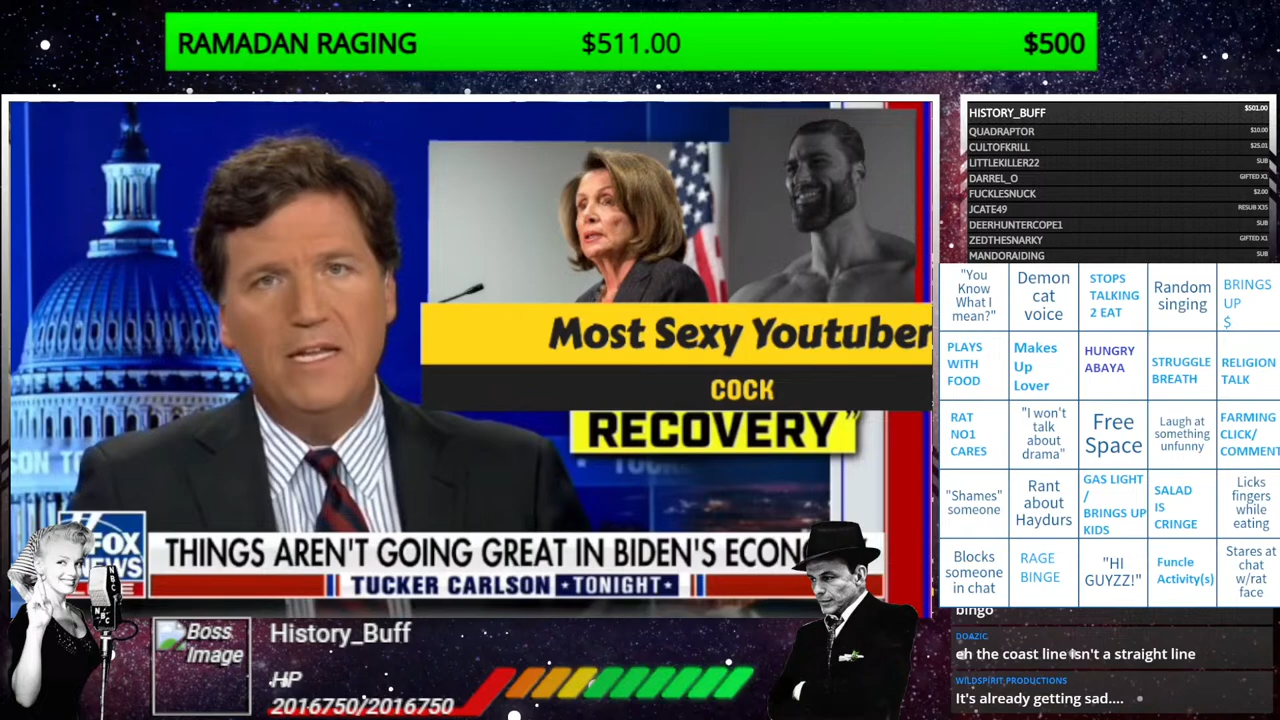 RAMADAN RAGING $511.00 $500
HISTORY_BUFF $501.00
QUADRAPTOR $10.00
CULTOFKRILL $25.01
LITTLEKILLER22 SUB
DARREL_O GIFTED X1
FUCKLESNUCK $2.00
JCATE49 RESUB X35
DEERHUNTERCOPE1 SUB
ZEDTHESNARKY GIFTED X1
MANDORAIDING SUB
Most Sexy Youtuber
COCK
RECOVERY"
FOX
NEWS
THINGS AREN'T GOING GREAT IN BIDEN'S ECON
TUCKER CARLSON TONIGHT
NBC
"You
Know
What I
mean?"
Demon
cat
voice
STOPS
TALKING
2 EAT
Random
singing
BRINGS
UP
$
PLAYS
WITH
FOOD
Makes
Up
Lover
HUNGRY
ABAYA
STRUGGLE
BREATH
RELIGION
TALK
RAT
NO1
CARES
"I won't
talk
about
drama"
Free
Space
Laugh at
something
unfunny
FARMING
CLICK/
COMMENT
"Shames"
someone
Rant
about
Haydurs
GAS LIGHT
/
BRINGS UP
KIDS
SALAD
IS
CRINGE
Licks
fingers
while
eating
Blocks
someone
in chat
RAGE
BINGE
"HI
GUYZZ!"
Funcle
Activity(s)
Stares at
chat
w/rat
face
bingo
DOAZIC
eh the coast line isn't a straight line
WILDSPIRIT_PRODUCTIONS
It's already getting sad....
Boss
Image
History_Buff
HP
2016750/2016750